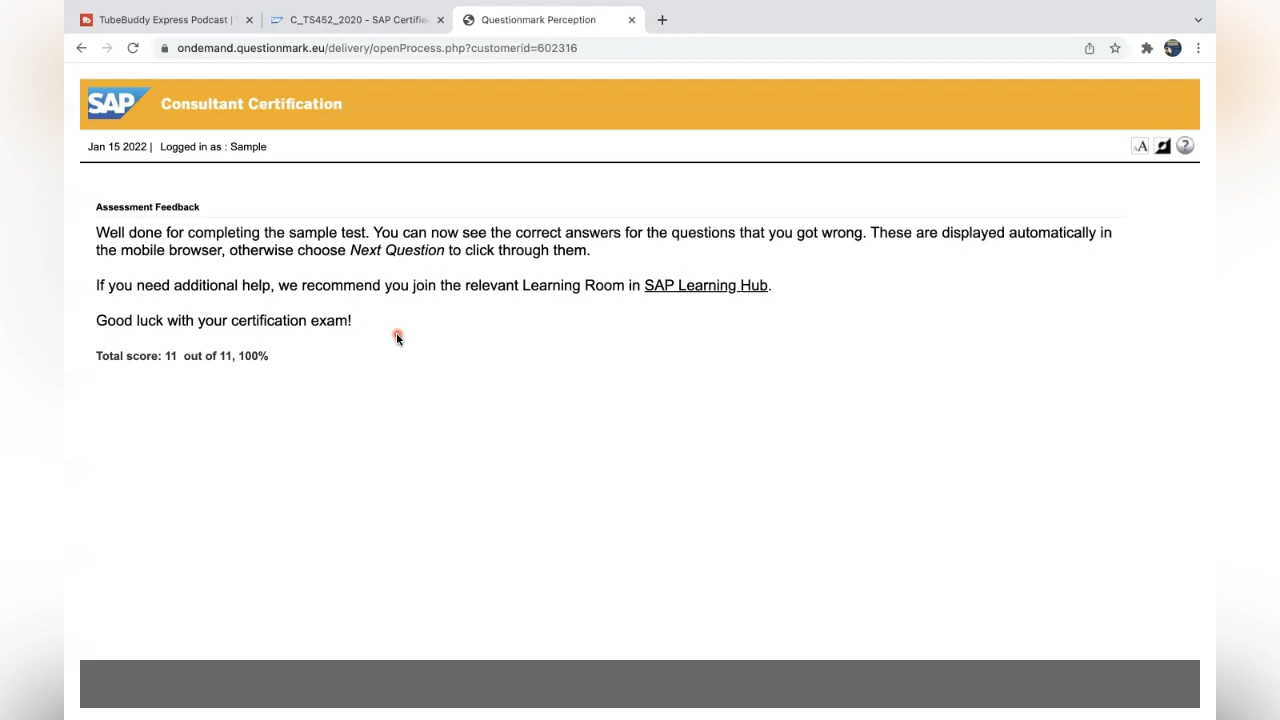 TubeBuddy Express Podcast |
C_TS452_2020 - SAP Certifie
Questionmark Perception
ondemand.questionmark.eu/delivery/openProcess.php?customerid=602316
SAP Consultant Certification
Jan 15 2022 | Logged in as : Sample
Assessment Feedback
Well done for completing the sample test. You can now see the correct answers for the questions that you got wrong. These are displayed automatically in
the mobile browser, otherwise choose Next Question to click through them.
If you need additional help, we recommend you join the relevant Learning Room in SAP Learning Hub.
Good luck with your certification exam!
Total score: 11 out of 11, 100%